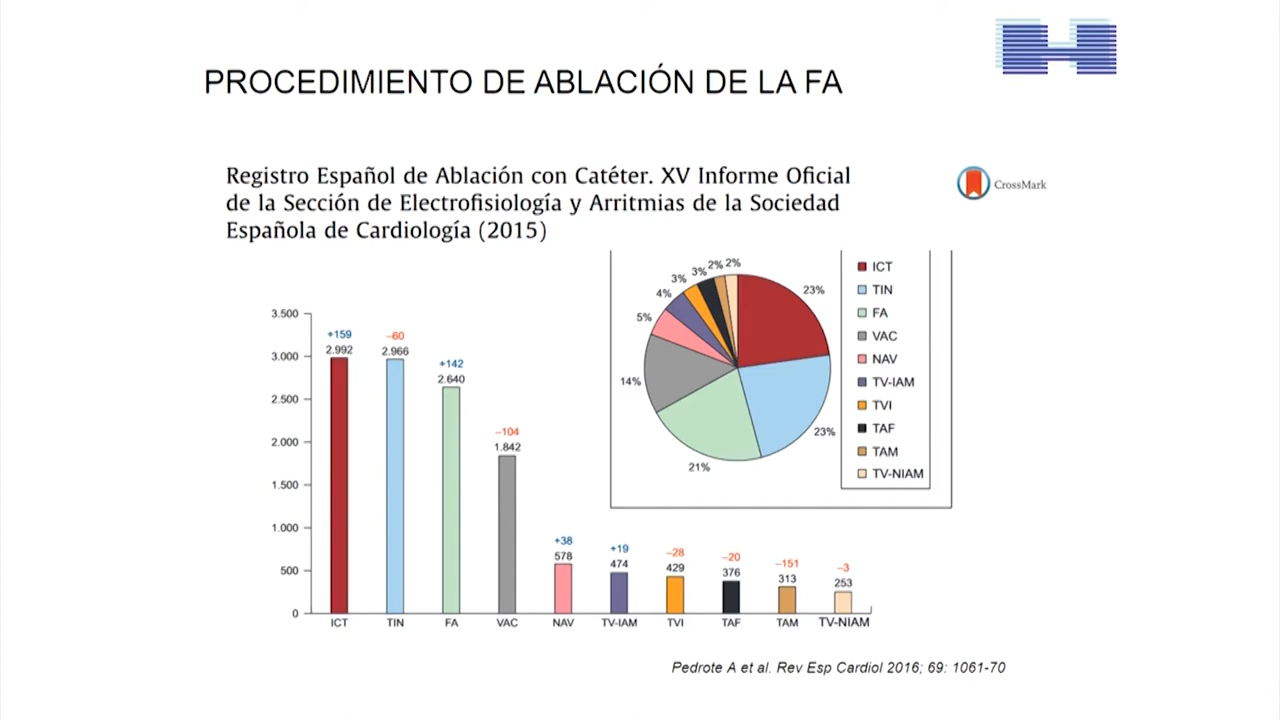 PROCEDIMIENTO DE ABLACIÓN DE LA FA
Registro Español de Ablación con Catéter. XV Informe Oficial
de la Sección de Electrofisiología y Arritmias de la Sociedad
Española de Cardiología (2015)
CrossMark
2%
2%
3%
3%
4%
5%
14%
21%
23%
23%
ICT
TIN
FA
VAC
NAV
TV-IAM
TVI
TAF
TAM
TV-NIAM
3.500
3.000
2.500
2.000
1.500
1.000
500
0
+159
2.992
–60
2.966
+142
2.640
–104
1.842
+38
578
+19
474
–28
429
–20
376
–151
313
–3
253
ICT
TIN
FA
VAC
NAV
TV-IAM
TVI
TAF
TAM
TV-NIAM
Pedrote A et al. Rev Esp Cardiol 2016; 69: 1061-70